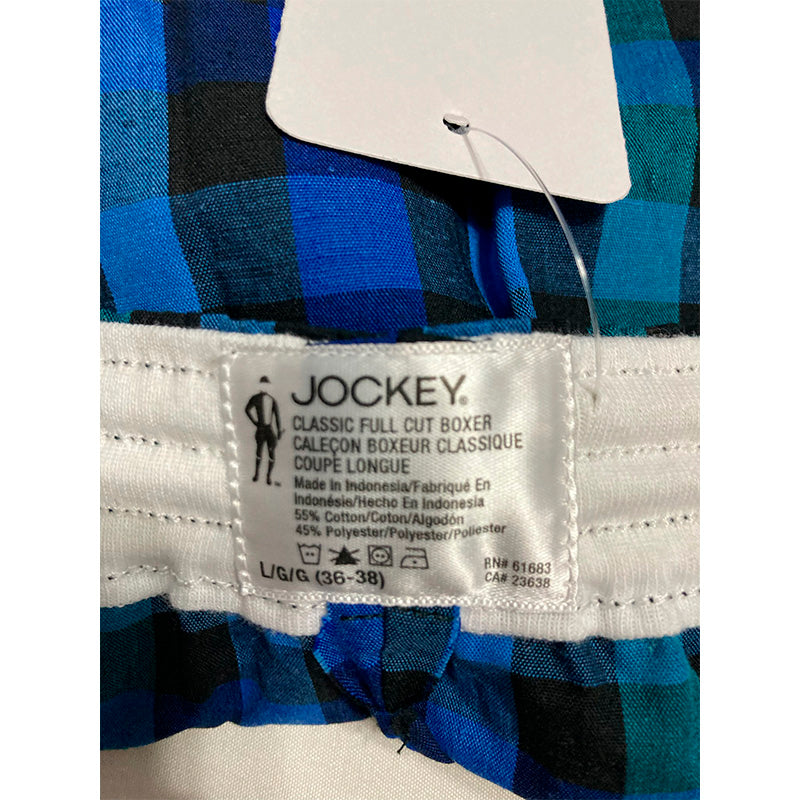 JOCKEY®
CLASSIC FULL CUT BOXER
CALEÇON BOXEUR CLASSIQUE
COUPE LONGUE
Made In Indonesia/Fabriqué En
Indonésie/Hecho En Indonesia
55% Cotton/Coton/Algodón
45% Polyester/Polyester/Poliester
L/G/G (36-38)
RN# 61683
CA# 23638